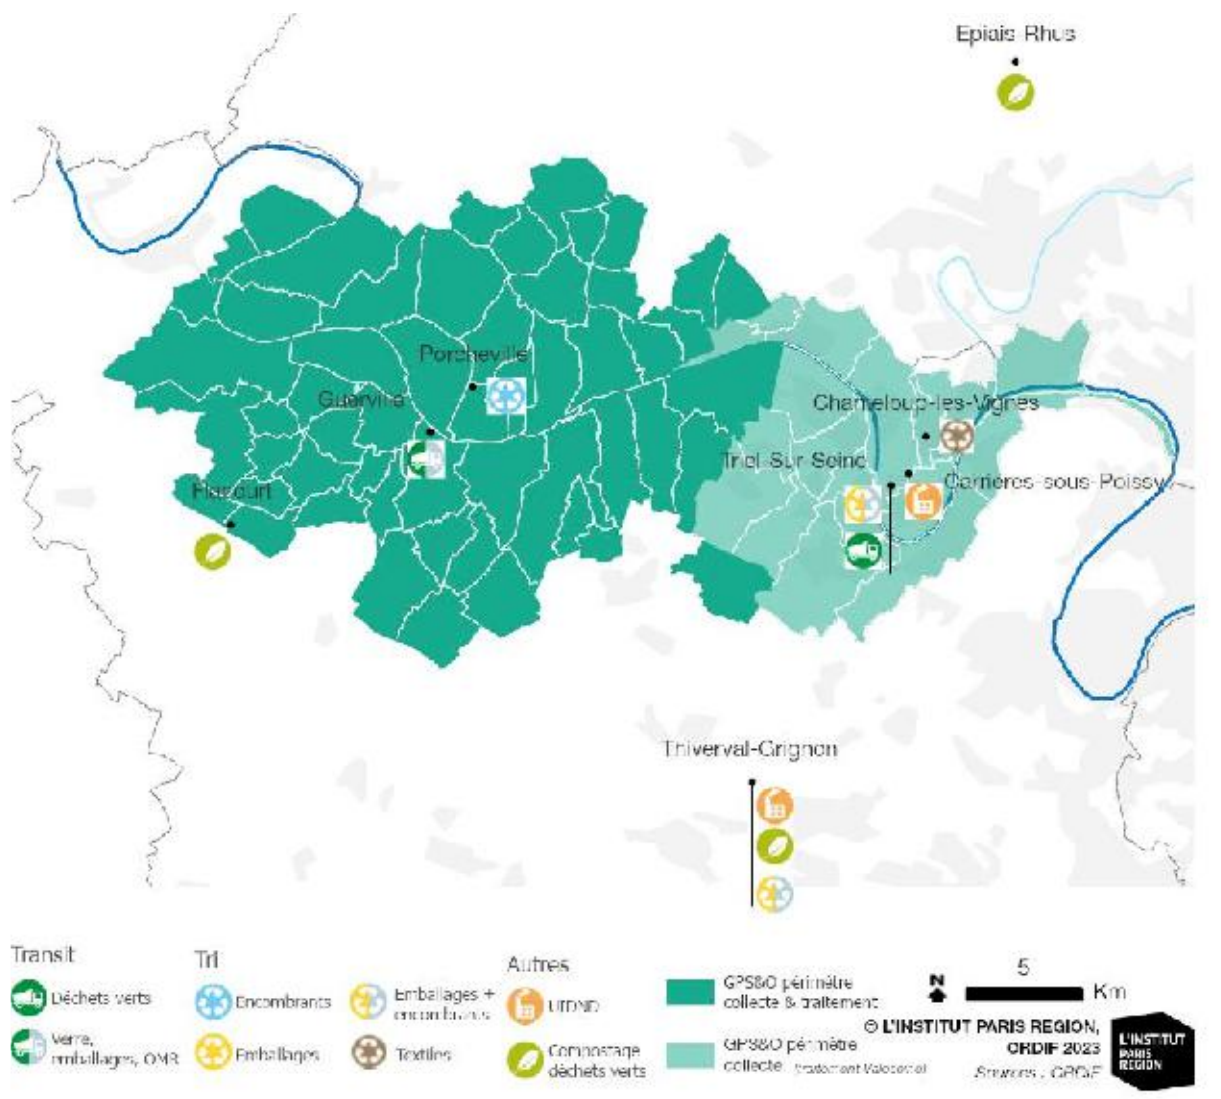 Epiais Rhus
Porcheville
Guerville
Chanteloup-les-Vignes
Triel Sur Seine
Carrières-sous-Poissy
Flacourt
Thiverval-Grignon
Transit
Déchets verts
Verre,
emballages, OMR
Tri
Encombrants
Emballages
Emballages +
encombrants
Textiles
Autres
UIDND
Compostage
déchets verts
GPS&O périmètre
collecte & traitement
GPS&O périmètre
collecte (traitement Valoseine)
N
5
Km
© L'INSTITUT PARIS REGION,
ORDIF 2023
Sources : ORDIF
L'INSTITUT
PARIS
REGION